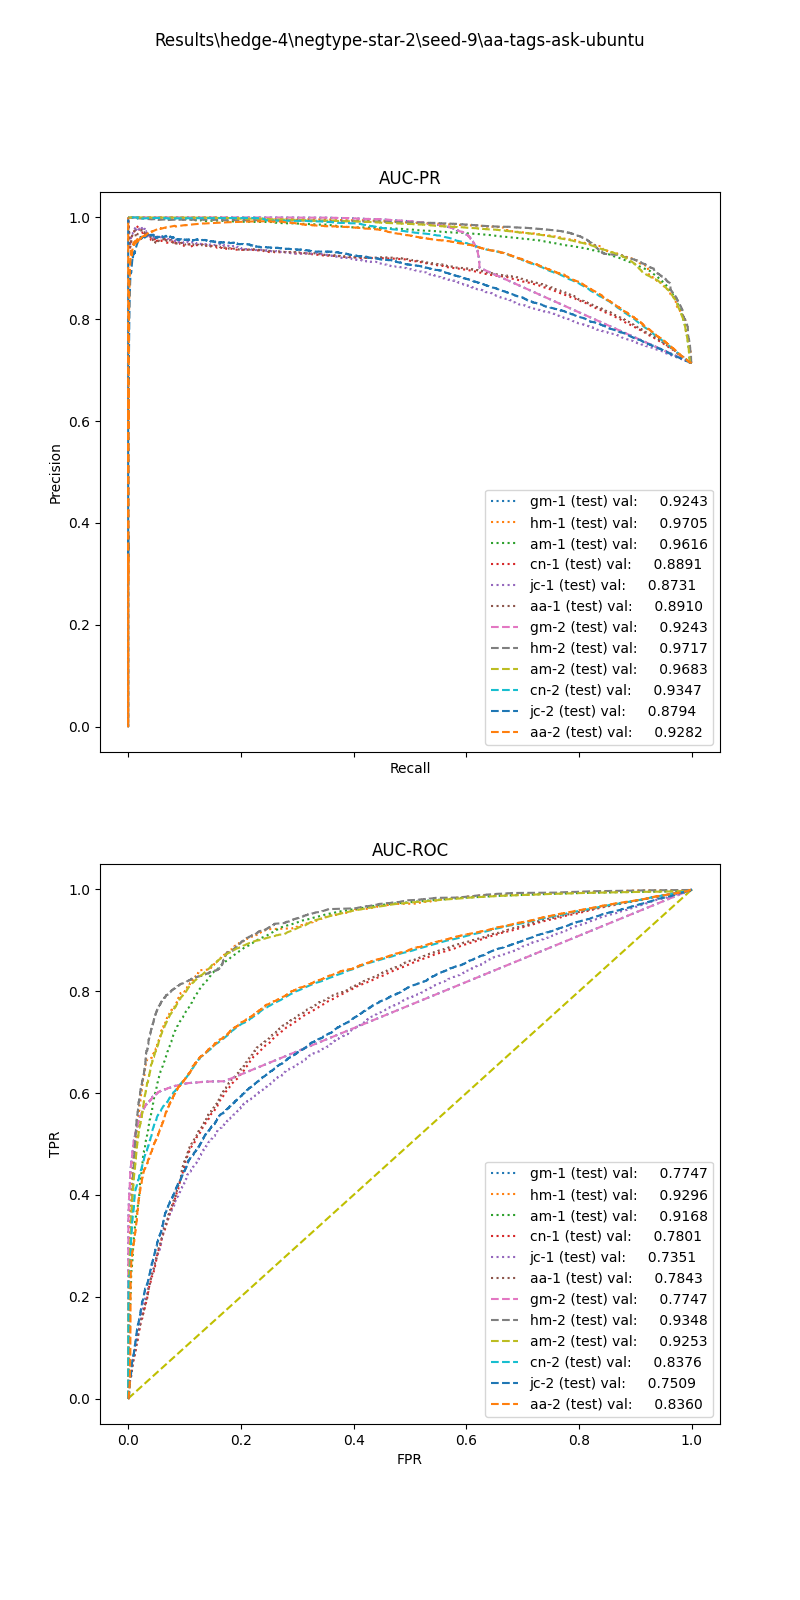 Results\hedge-4\negtype-star-2\seed-9\aa-tags-ask-ubuntu
AUC-PR
1.0
0.8
0.6
0.4
0.2
0.0
Precision
gm-1 (test) val: 0.9243
hm-1 (test) val: 0.9705
am-1 (test) val: 0.9616
cn-1 (test) val: 0.8891
jc-1 (test) val: 0.8731
aa-1 (test) val: 0.8910
gm-2 (test) val: 0.9243
hm-2 (test) val: 0.9717
am-2 (test) val: 0.9683
cn-2 (test) val: 0.9347
jc-2 (test) val: 0.8794
aa-2 (test) val: 0.9282
Recall
AUC-ROC
1.0
0.8
0.6
0.4
0.2
0.0
TPR
gm-1 (test) val: 0.7747
hm-1 (test) val: 0.9296
am-1 (test) val: 0.9168
cn-1 (test) val: 0.7801
jc-1 (test) val: 0.7351
aa-1 (test) val: 0.7843
gm-2 (test) val: 0.7747
hm-2 (test) val: 0.9348
am-2 (test) val: 0.9253
cn-2 (test) val: 0.8376
jc-2 (test) val: 0.7509
aa-2 (test) val: 0.8360
0.0 0.2 0.4 0.6 0.8 1.0
FPR